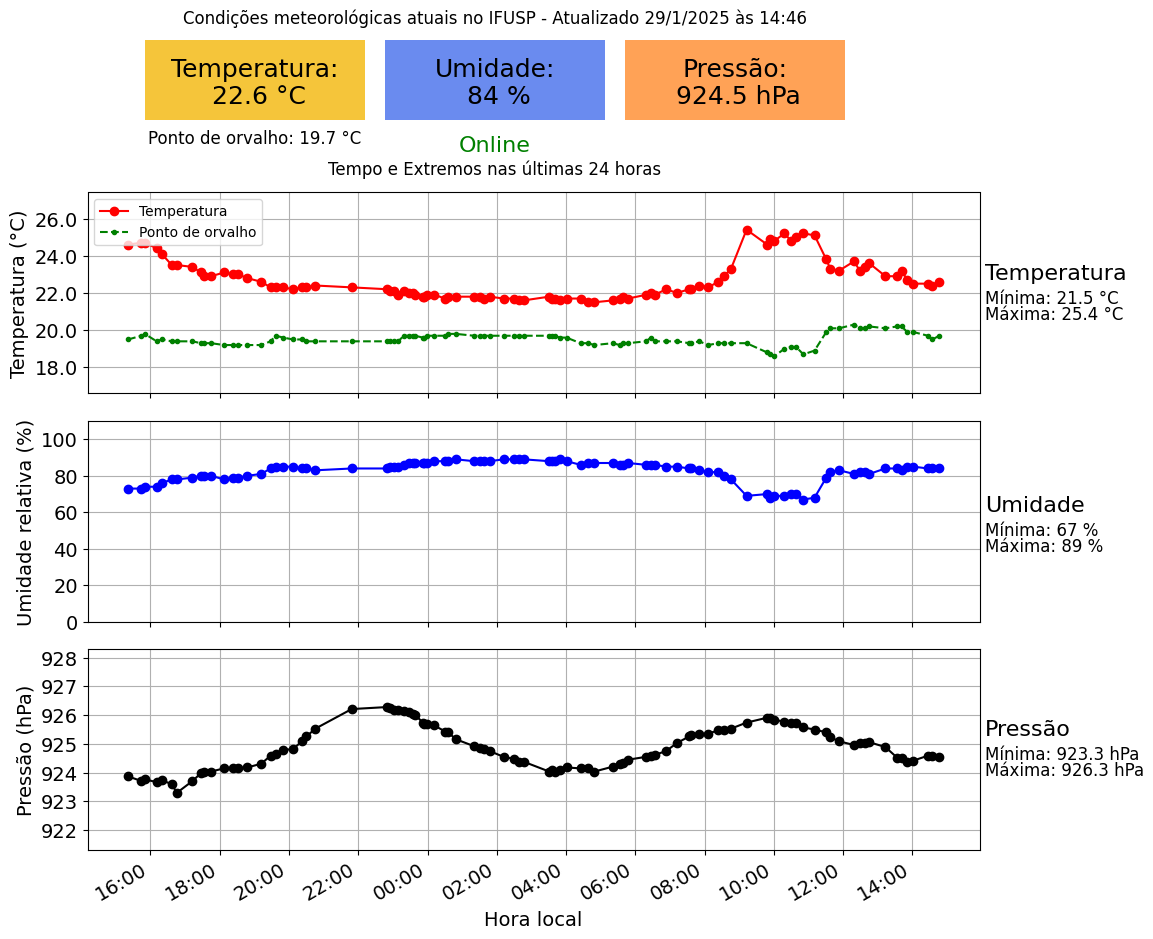 Condições meteorológicas atuais no IFUSP - Atualizado 29/1/2025 às 14:46
Temperatura:
22.6 °C
Umidade:
84 %
Pressão:
924.5 hPa
Ponto de orvalho: 19.7 °C
Online
Tempo e Extremos nas últimas 24 horas
Temperatura (°C)
26.0
24.0
22.0
20.0
18.0
Temperatura
Ponto de orvalho
Temperatura
Mínima: 21.5 °C
Máxima: 25.4 °C
Umidade relativa (%)
100
80
60
40
20
0
Umidade
Mínima: 67 %
Máxima: 89 %
Pressão (hPa)
928
927
926
925
924
923
922
Pressão
Mínima: 923.3 hPa
Máxima: 926.3 hPa
16:00 18:00 20:00 22:00 00:00 02:00 04:00 06:00 08:00 10:00 12:00 14:00
Hora local